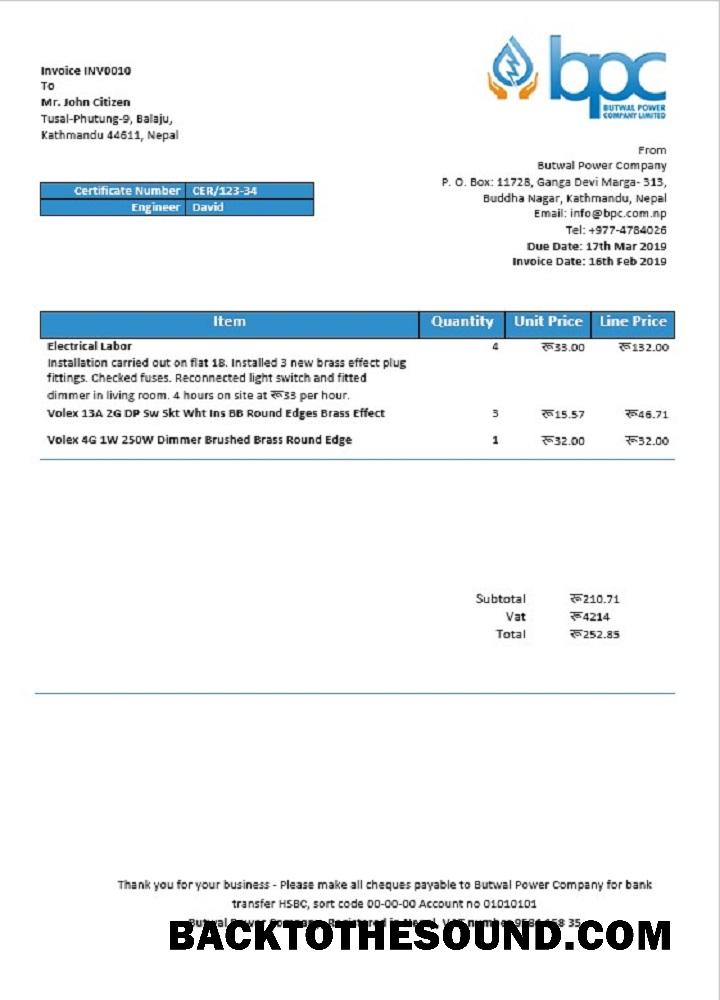 Invoice INV0010
To
Mr. John Citizen
Tusal-Phutung-9, Balaju,
Kathmandu 44611, Nepal
bpc
BUTWAL POWER
COMPANY LIMITED
From
Butwal Power Company
P. O. Box: 11728, Ganga Devi Marga- 313,
Buddha Nagar, Kathmandu, Nepal
Email: info@bpc.com.np
Tel: +977-4784026
Due Date: 17th Mar 2019
Invoice Date: 16th Feb 2019
Certificate Number CER/123-34
Engineer David
Item Quantity Unit Price Line Price
Electrical Labor 4 रू33.00 रू132.00
Installation carried out on flat 18. Installed 3 new brass effect plug
fittings. Checked fuses. Reconnected light switch and fitted
dimmer in living room. 4 hours on site at रू33 per hour.
Volex 13A 2G DP Sw Skt Wht Ins BB Round Edges Brass Effect 3 रू15.57 रू46.71
Volex 4G 1W 250W Dimmer Brushed Brass Round Edge 1 रू32.00 रू32.00
Subtotal रू210.71
Vat रू4214
Total रू252.85
Thank you for your business - Please make all cheques payable to Butwal Power Company for bank
transfer HSBC, sort code 00-00-00 Account no 01010101
Butwal Power Company, Registered in Nepal, VAT number 158 35
BACKTOTHESOUND.COM